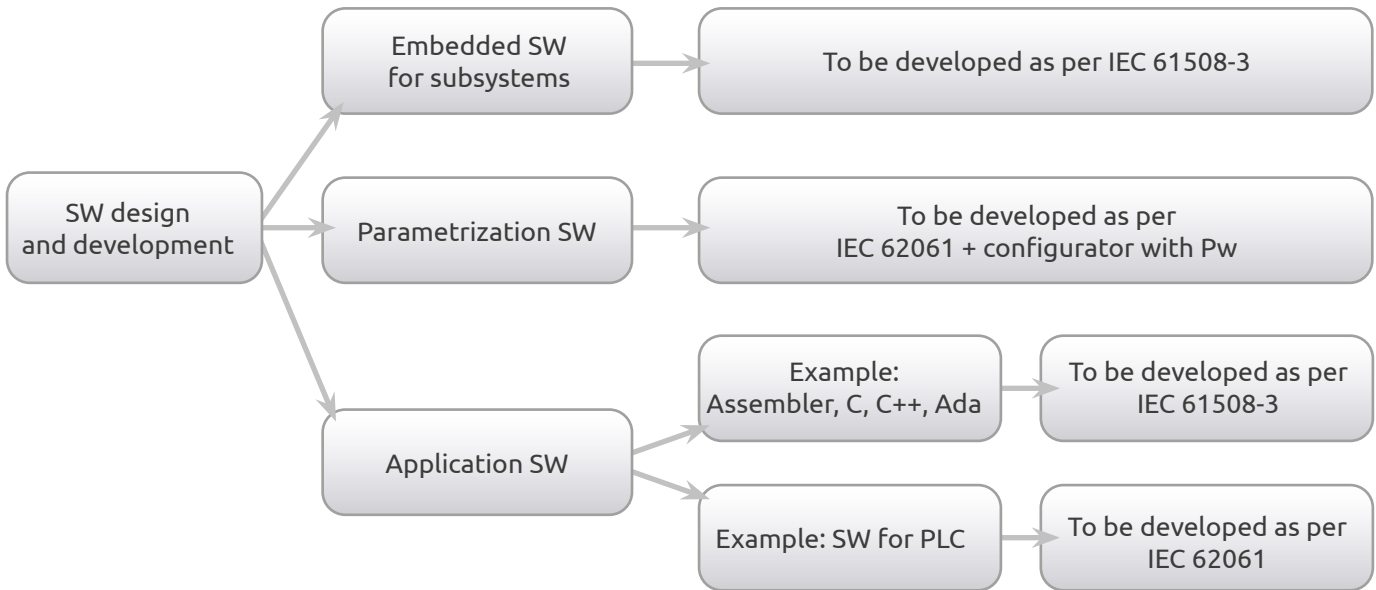 Embedded SW
for subsystems
To be developed as per IEC 61508-3
SW design
and development
Parametrization SW
To be developed as per
IEC 62061 + configurator with Pw
Application SW
Example:
Assembler, C, C++, Ada
To be developed as per
IEC 61508-3
Example: SW for PLC
To be developed as per
IEC 62061